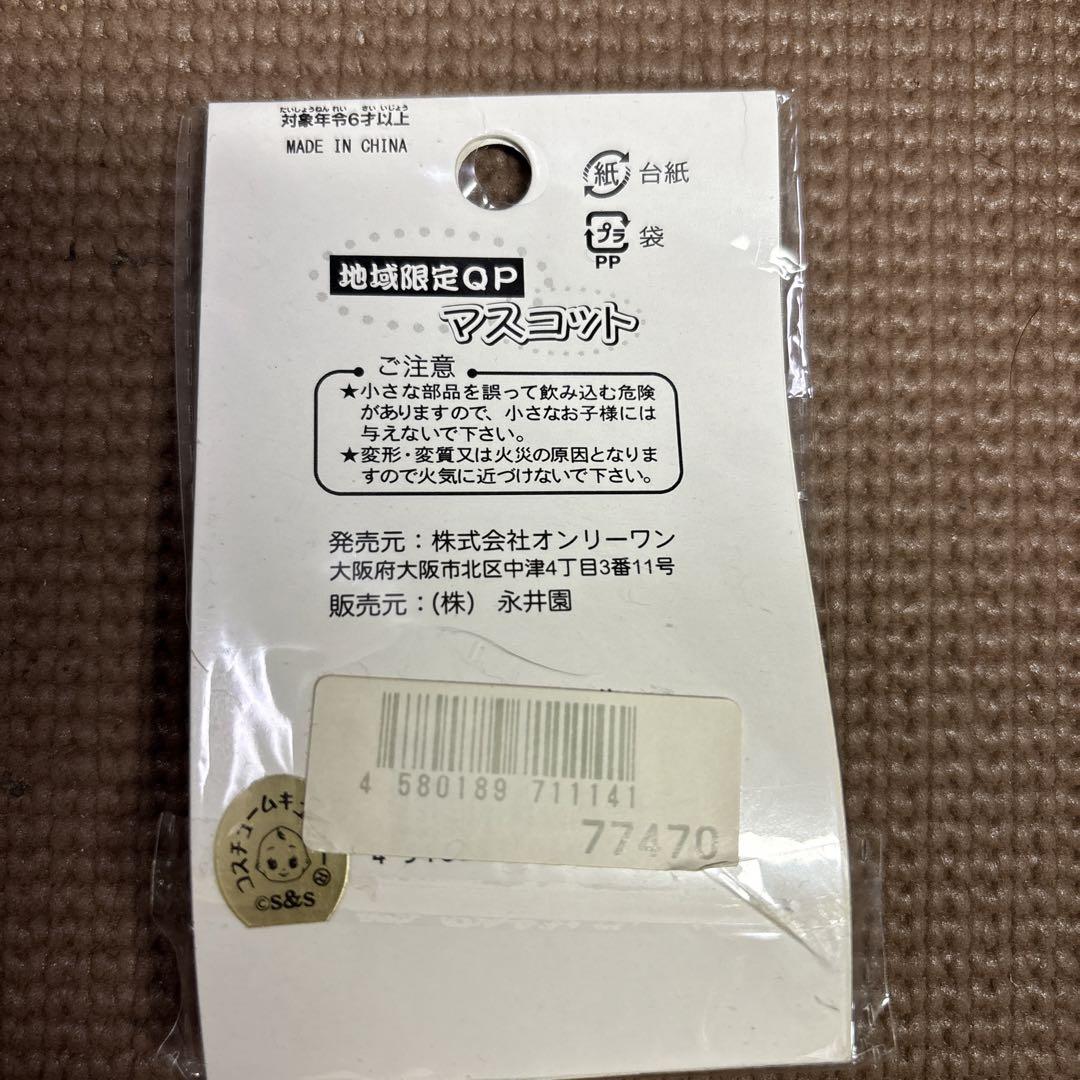 たいしょうねんれい さい いじょう
対象年令6才以上
MADE IN CHINA
紙 台紙
プラ 袋
PP
地域限定QP
マスコット
ご注意
★小さな部品を誤って飲み込む危険
がありますので、小さなお子様には
与えないで下さい。
★変形・変質又は火災の原因となりま
すので火気に近づけないで下さい。
発売元：株式会社オンリーワン
大阪府大阪市北区中津4丁目3番11号
販売元：(株) 永井園
4 580189 711141
77470
コスチュームキ
©S&S